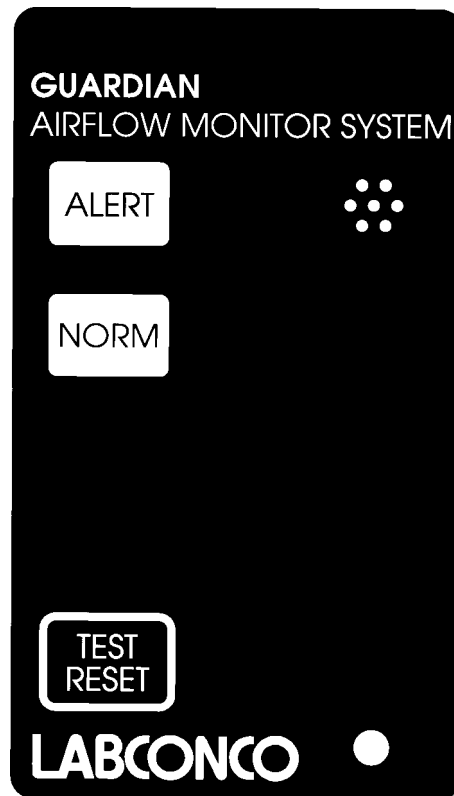 GUARDIAN
AIRFLOW MONITOR SYSTEM
ALERT
NORM
TEST
RESET
LABCONCO